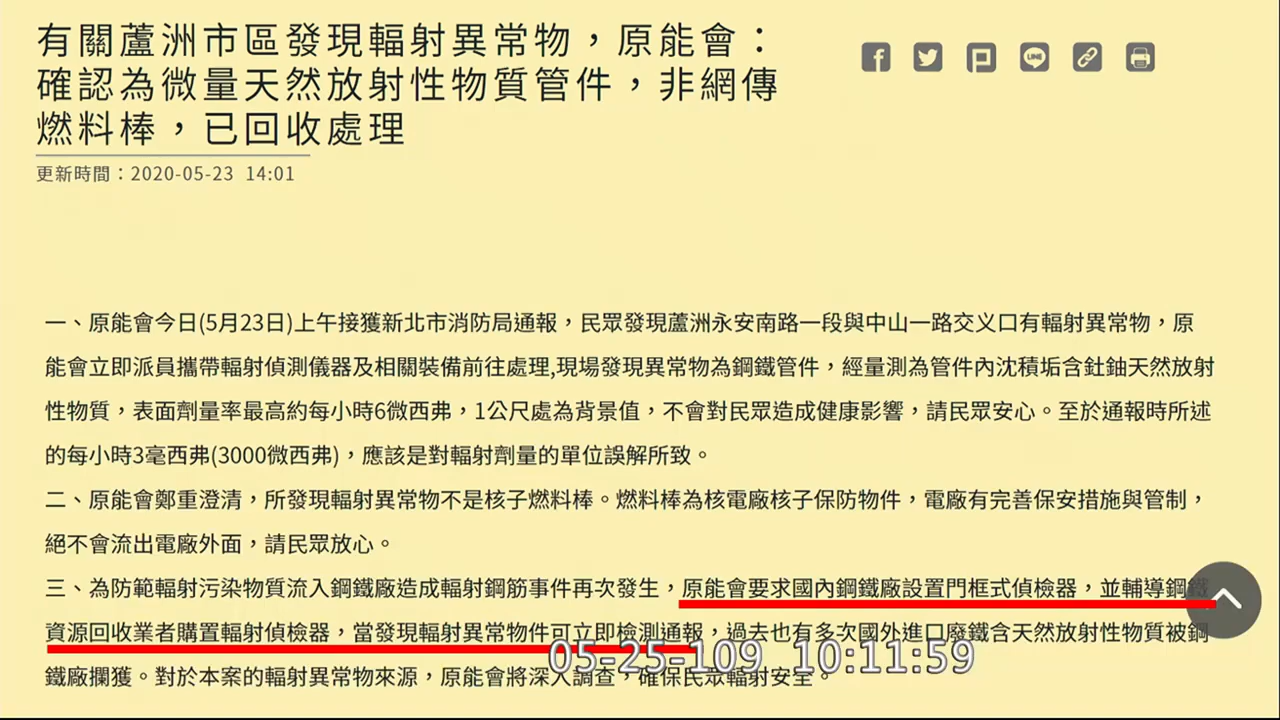 有關蘆洲市區發現輻射異常物，原能會：
確認為微量天然放射性物質管件，非網傳
燃料棒，已回收處理
更新時間：2020-05-23 14:01
LINE
一、原能會今日(5月23日)上午接獲新北市消防局通報，民眾發現蘆洲永安南路一段與中山一路交义口有輻射異常物，原
能會立即派員攜帶輻射偵測儀器及相關裝備前往處理,現場發現異常物為鋼鐵管件，經量測為管件內沈積垢含釷鈾天然放射
性物質，表面劑量率最高約每小時6微西弗，1公尺處為背景值，不會對民眾造成健康影響，請民眾安心。至於通報時所述
的每小時3毫西弗(3000微西弗)，應該是對輻射劑量的單位誤解所致。
二、原能會鄭重澄清，所發現輻射異常物不是核子燃料棒。燃料棒為核電廠核子保防物件，電廠有完善保安措施與管制，
絕不會流出電廠外面，請民眾放心。
三、為防範輻射污染物質流入鋼鐵廠造成輻射鋼筋事件再次發生，原能會要求國內鋼鐵廠設置門框式偵檢器，並輔導鋼鐵
資源回收業者購置輻射偵檢器，當發現輻射異常物件可立即檢測通報，過去也有多次國外進口廢鐵含天然放射性物質被鋼
鐵廠攔獲。對於本案的輻射異常物來源，原能會將深入調查，確保民眾輻射安全。
05-25-109 10:11:59